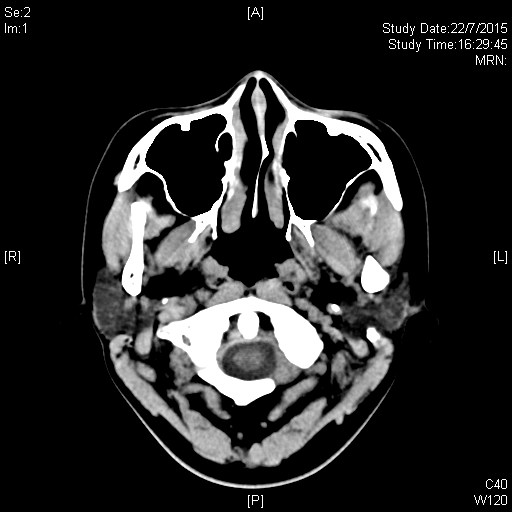 Se:2
Im:1
[A]
Study Date:22/7/2015
Study Time:16:29:45
MRN:
[R]
[L]
[P]
C40
W120